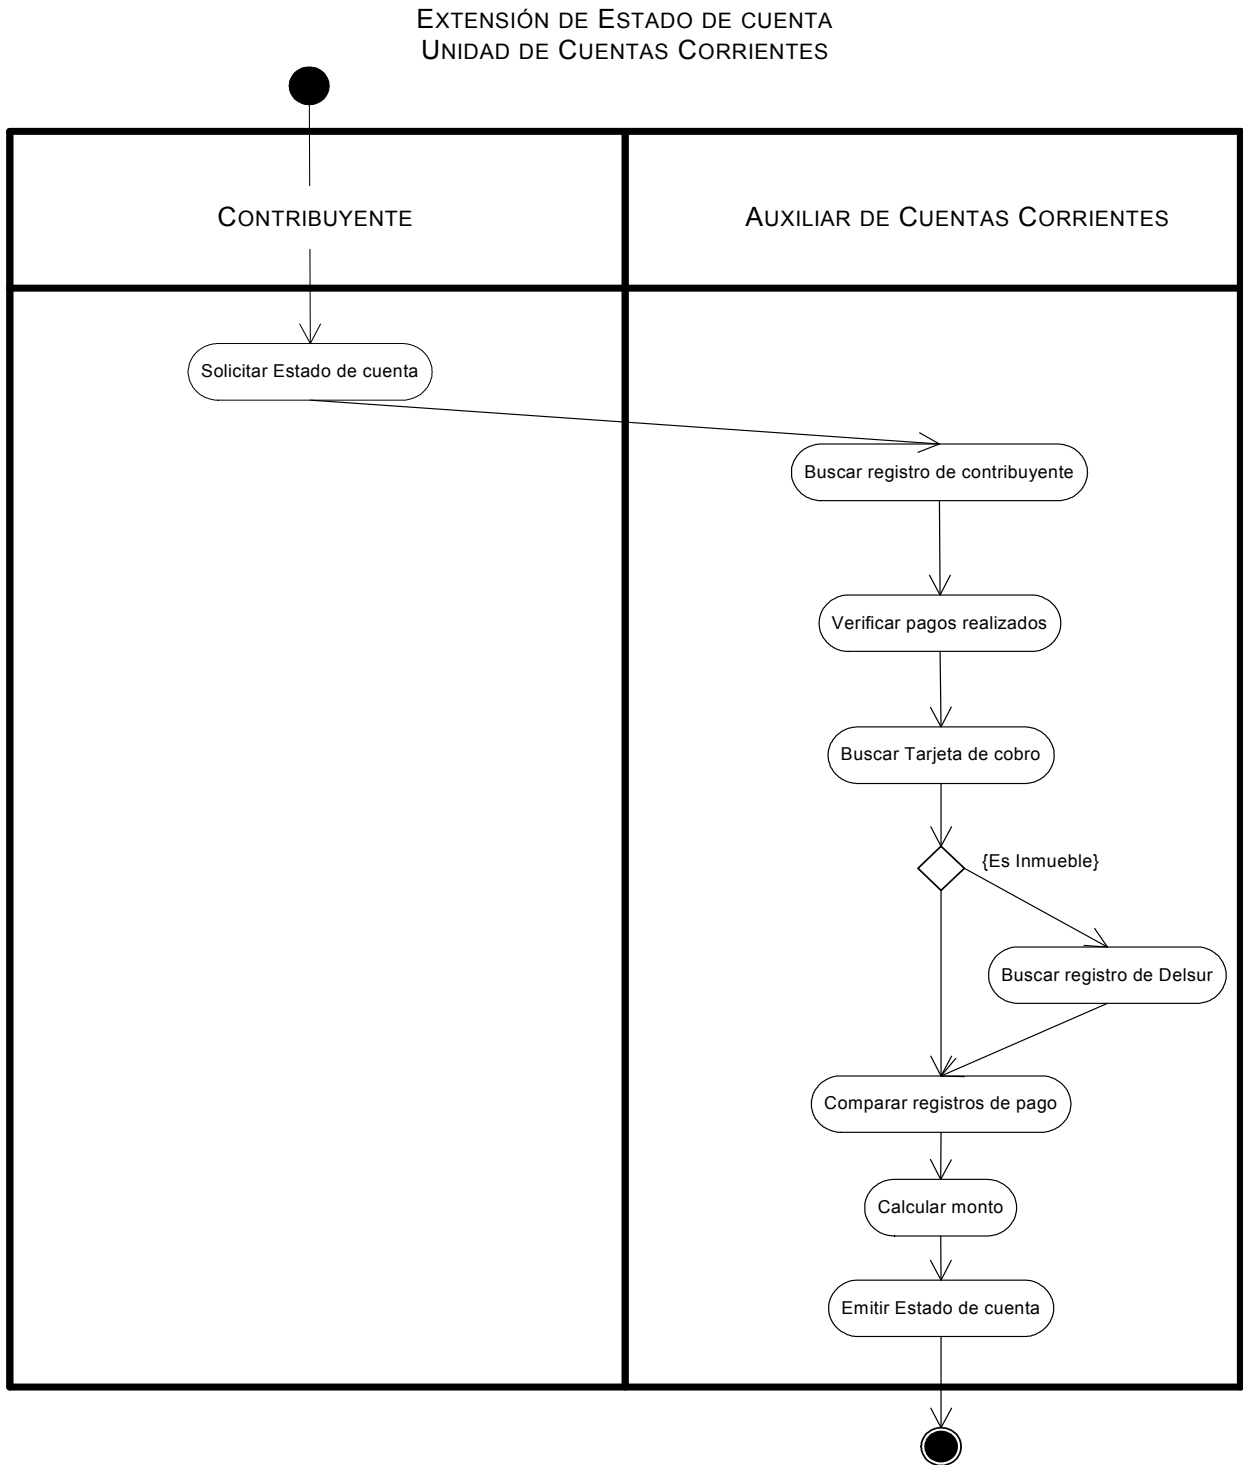 EXTENSIÓN DE ESTADO DE CUENTA
UNIDAD DE CUENTAS CORRIENTES
CONTRIBUYENTE
AUXILIAR DE CUENTAS CORRIENTES
Solicitar Estado de cuenta
Buscar registro de contribuyente
Verificar pagos realizados
Buscar Tarjeta de cobro
{Es Inmueble}
Buscar registro de Delsur
Comparar registros de pago
Calcular monto
Emitir Estado de cuenta